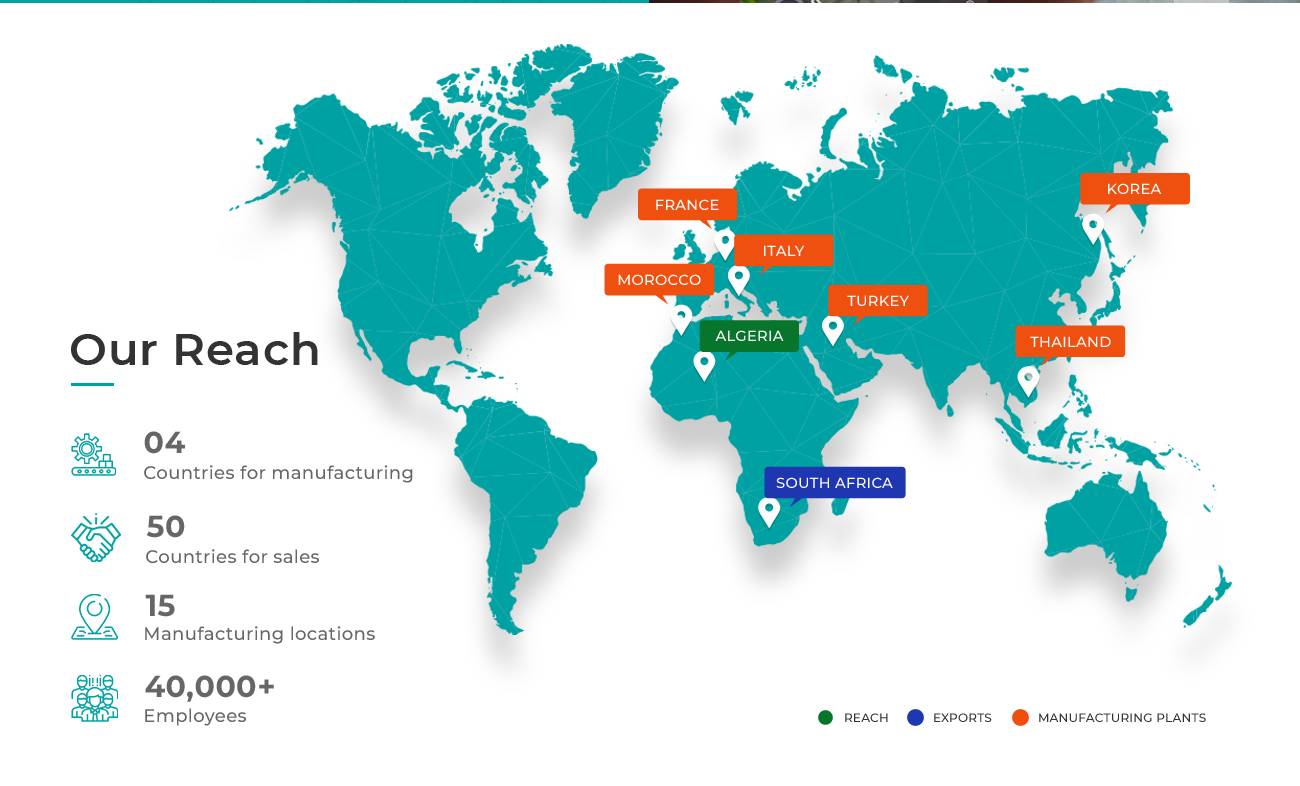 Our Reach
04
Countries for manufacturing
50
Countries for sales
15
Manufacturing locations
40,000+
Employees
KOREA
FRANCE
ITALY
MOROCCO
TURKEY
ALGERIA
THAILAND
SOUTH AFRICA
REACH
EXPORTS
MANUFACTURING PLANTS